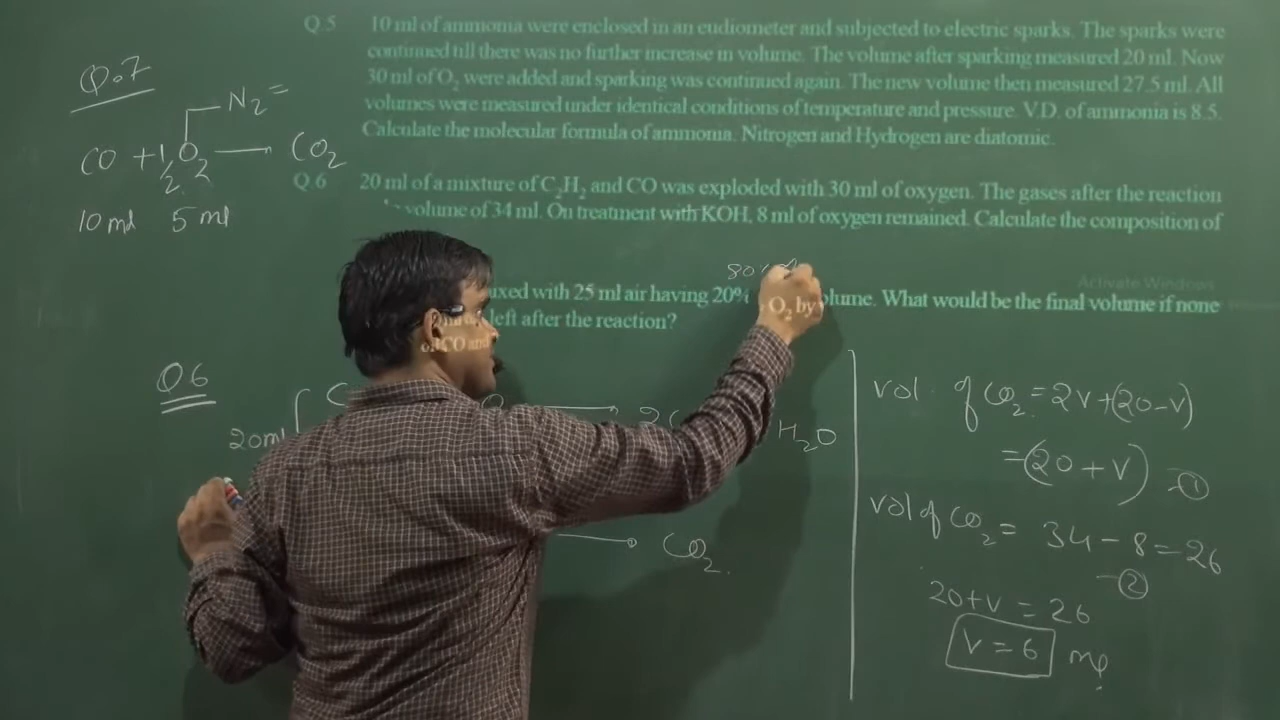 Q.5 10 ml of ammonia were enclosed in an eudiometer and subjected to electric sparks. The sparks were
continued till there was no further increase in volume. The volume after sparking measured 20 ml. Now
30 ml of O₂ were added and sparking was continued again. The new volume then measured 27.5 ml. All
volumes were measured under identical conditions of temperature and pressure. V.D. of ammonia is 8.5.
Calculate the molecular formula of ammonia. Nitrogen and Hydrogen are diatomic.
Q.6 20 ml of a mixture of C₂H₂ and CO was exploded with 30 ml of oxygen. The gases after the reaction
volume of 34 ml. On treatment with KOH, 8 ml of oxygen remained. Calculate the composition of
mixed with 25 ml air having 20% O₂ by volume. What would be the final volume if none
of CO and left after the reaction?
Activate Windows
Q.7
N₂ =
CO + 1/2 O₂ → CO₂
10 ml 5 ml
80%
Q6
20ml
H₂O
CO₂
vol. of CO₂ = 2V+(20-V)
=(20+V) -①
vol of CO₂ = 34-8=26
-②
20+V = 26
V = 6 ml